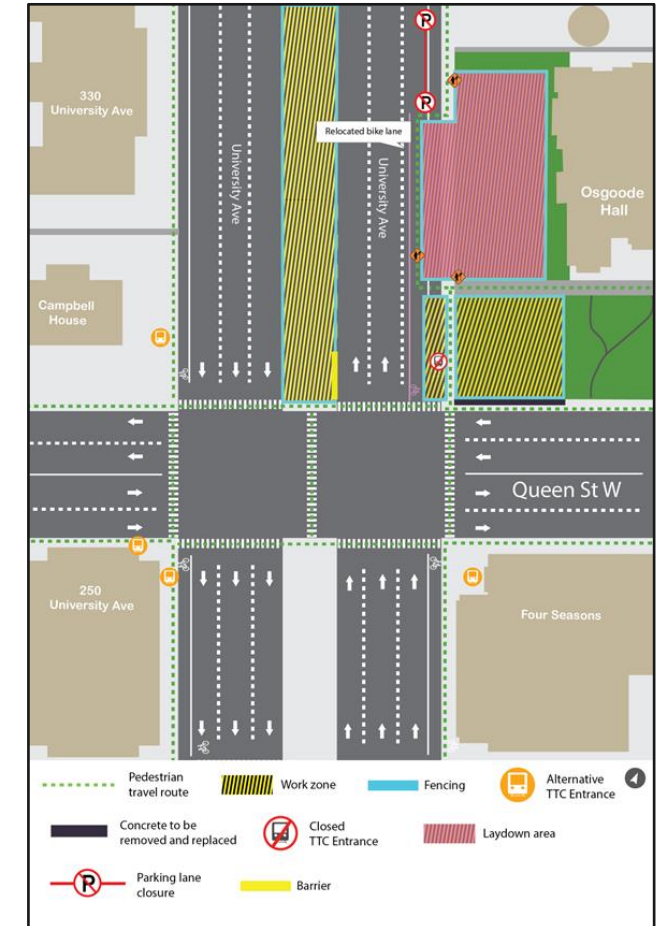 P
330
University Ave
P
Relocated bike lane
University Ave
University Ave
Osgoode
Hall
Campbell
House
Queen St W
250
University Ave
Four Seasons
Pedestrian
travel route
Work zone
Fencing
Alternative
TTC Entrance
Concrete to be
removed and replaced
Closed
TTC Entrance
Laydown area
P
Parking lane
closure
Barrier